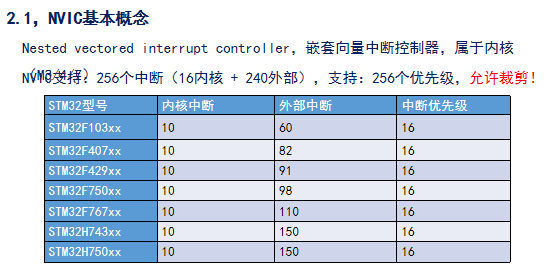 2.1，NVIC基本概念
Nested vectored interrupt controller，嵌套向量中断控制器，属于内核
（M3/4/7）
NVIC支持：256个中断（16内核 + 240外部），支持：256个优先级，允许裁剪！
STM32型号 内核中断 外部中断 中断优先级
STM32F103xx 10 60 16
STM32F407xx 10 82 16
STM32F429xx 10 91 16
STM32F750xx 10 98 16
STM32F767xx 10 110 16
STM32H743xx 10 150 16
STM32H750xx 10 150 16